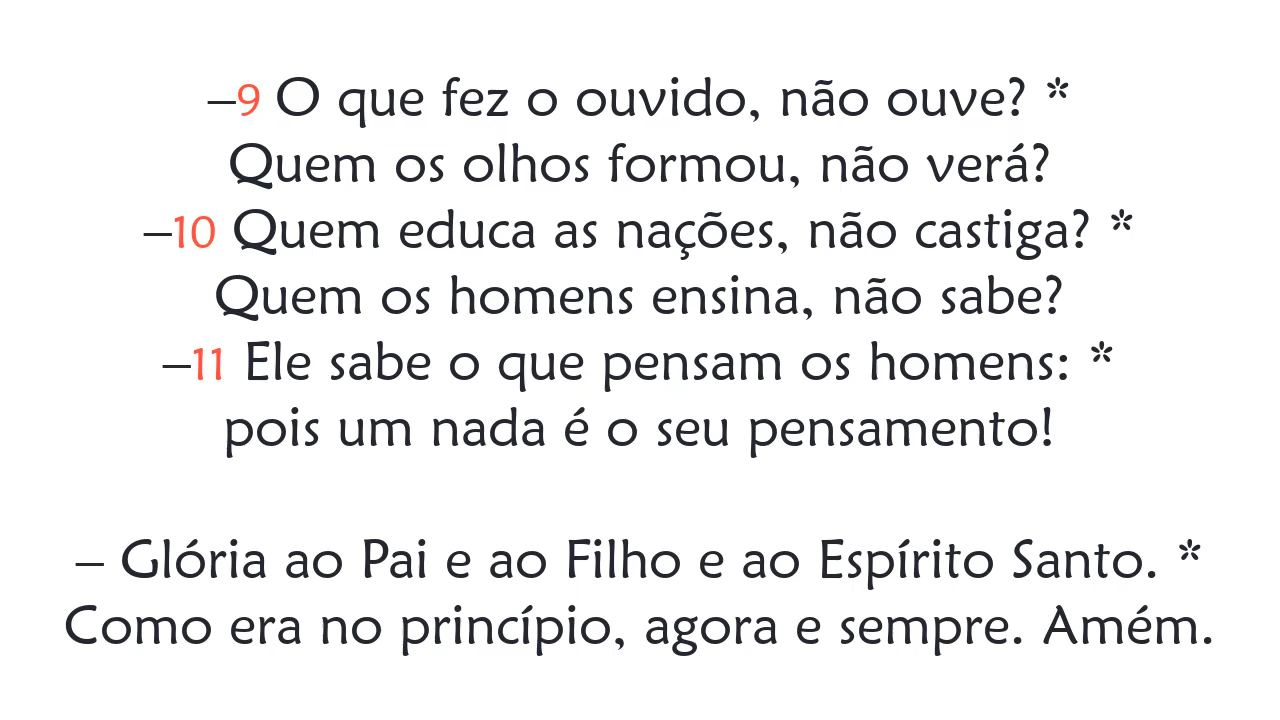 –9 O que fez o ouvido, não ouve? *
Quem os olhos formou, não verá?
–10 Quem educa as nações, não castiga? *
Quem os homens ensina, não sabe?
–11 Ele sabe o que pensam os homens: *
pois um nada é o seu pensamento!
– Glória ao Pai e ao Filho e ao Espírito Santo. *
Como era no princípio, agora e sempre. Amém.